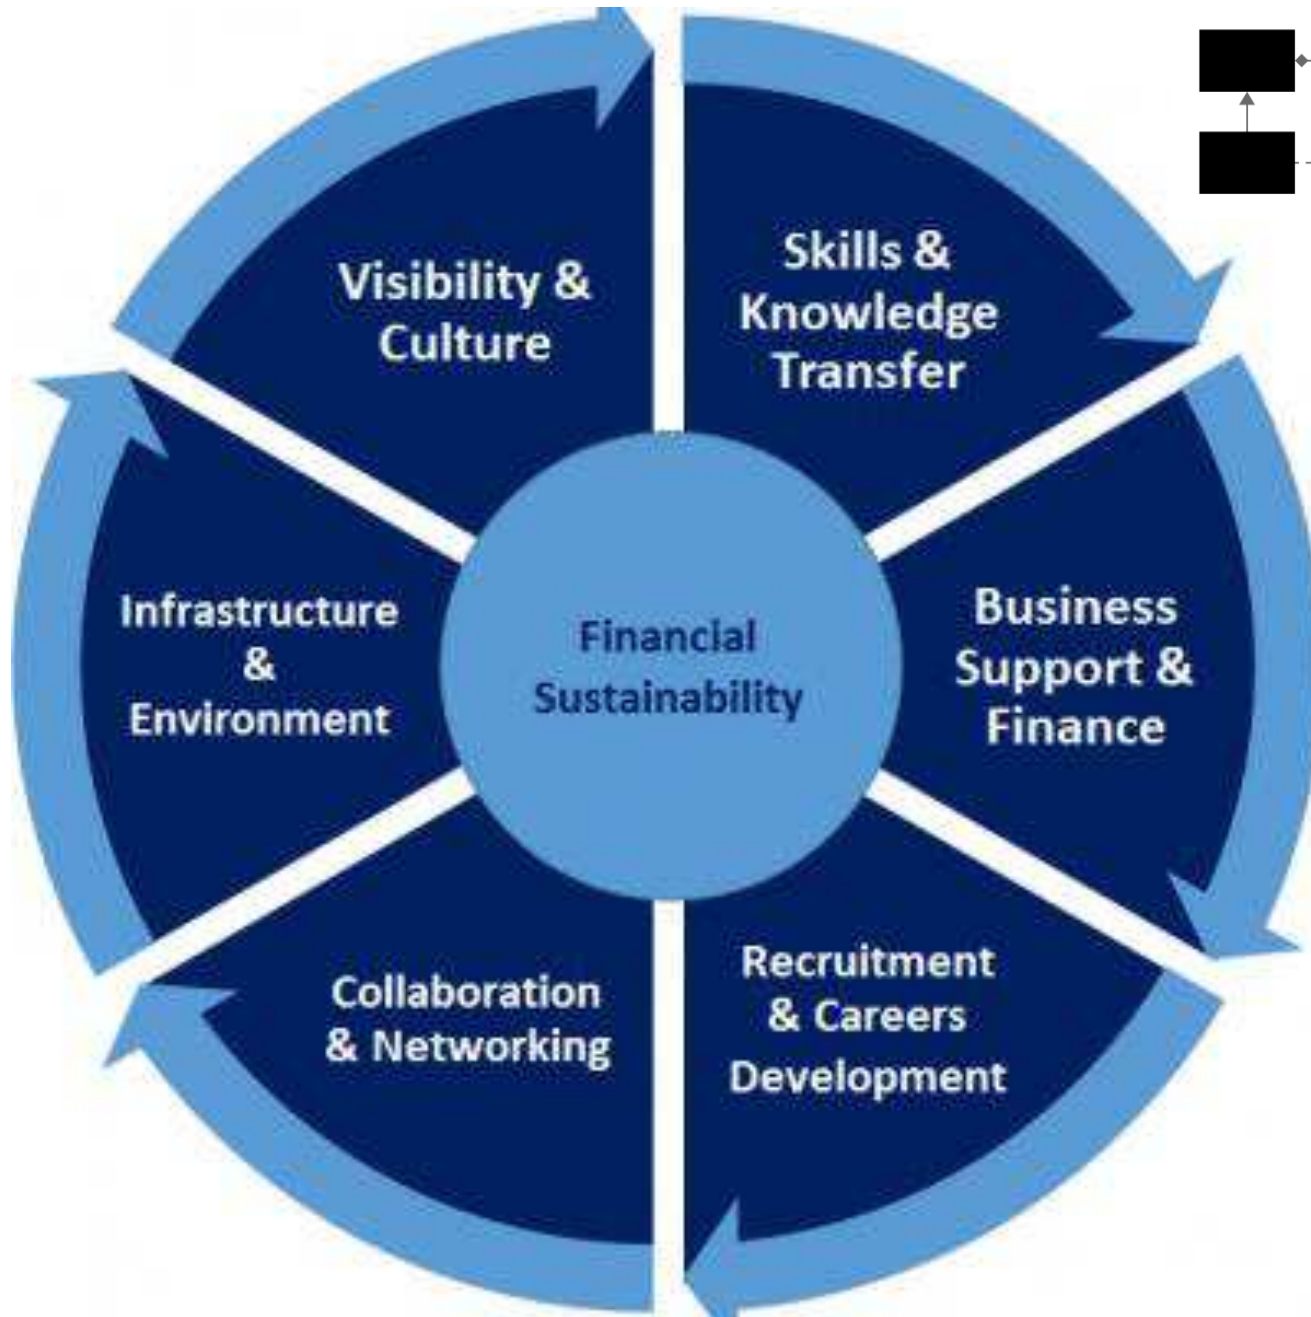 Visibility &
Culture
Skills &
Knowledge
Transfer
Business
Support &
Finance
Recruitment
& Careers
Development
Collaboration
& Networking
Infrastructure
&
Environment
Financial
Sustainability